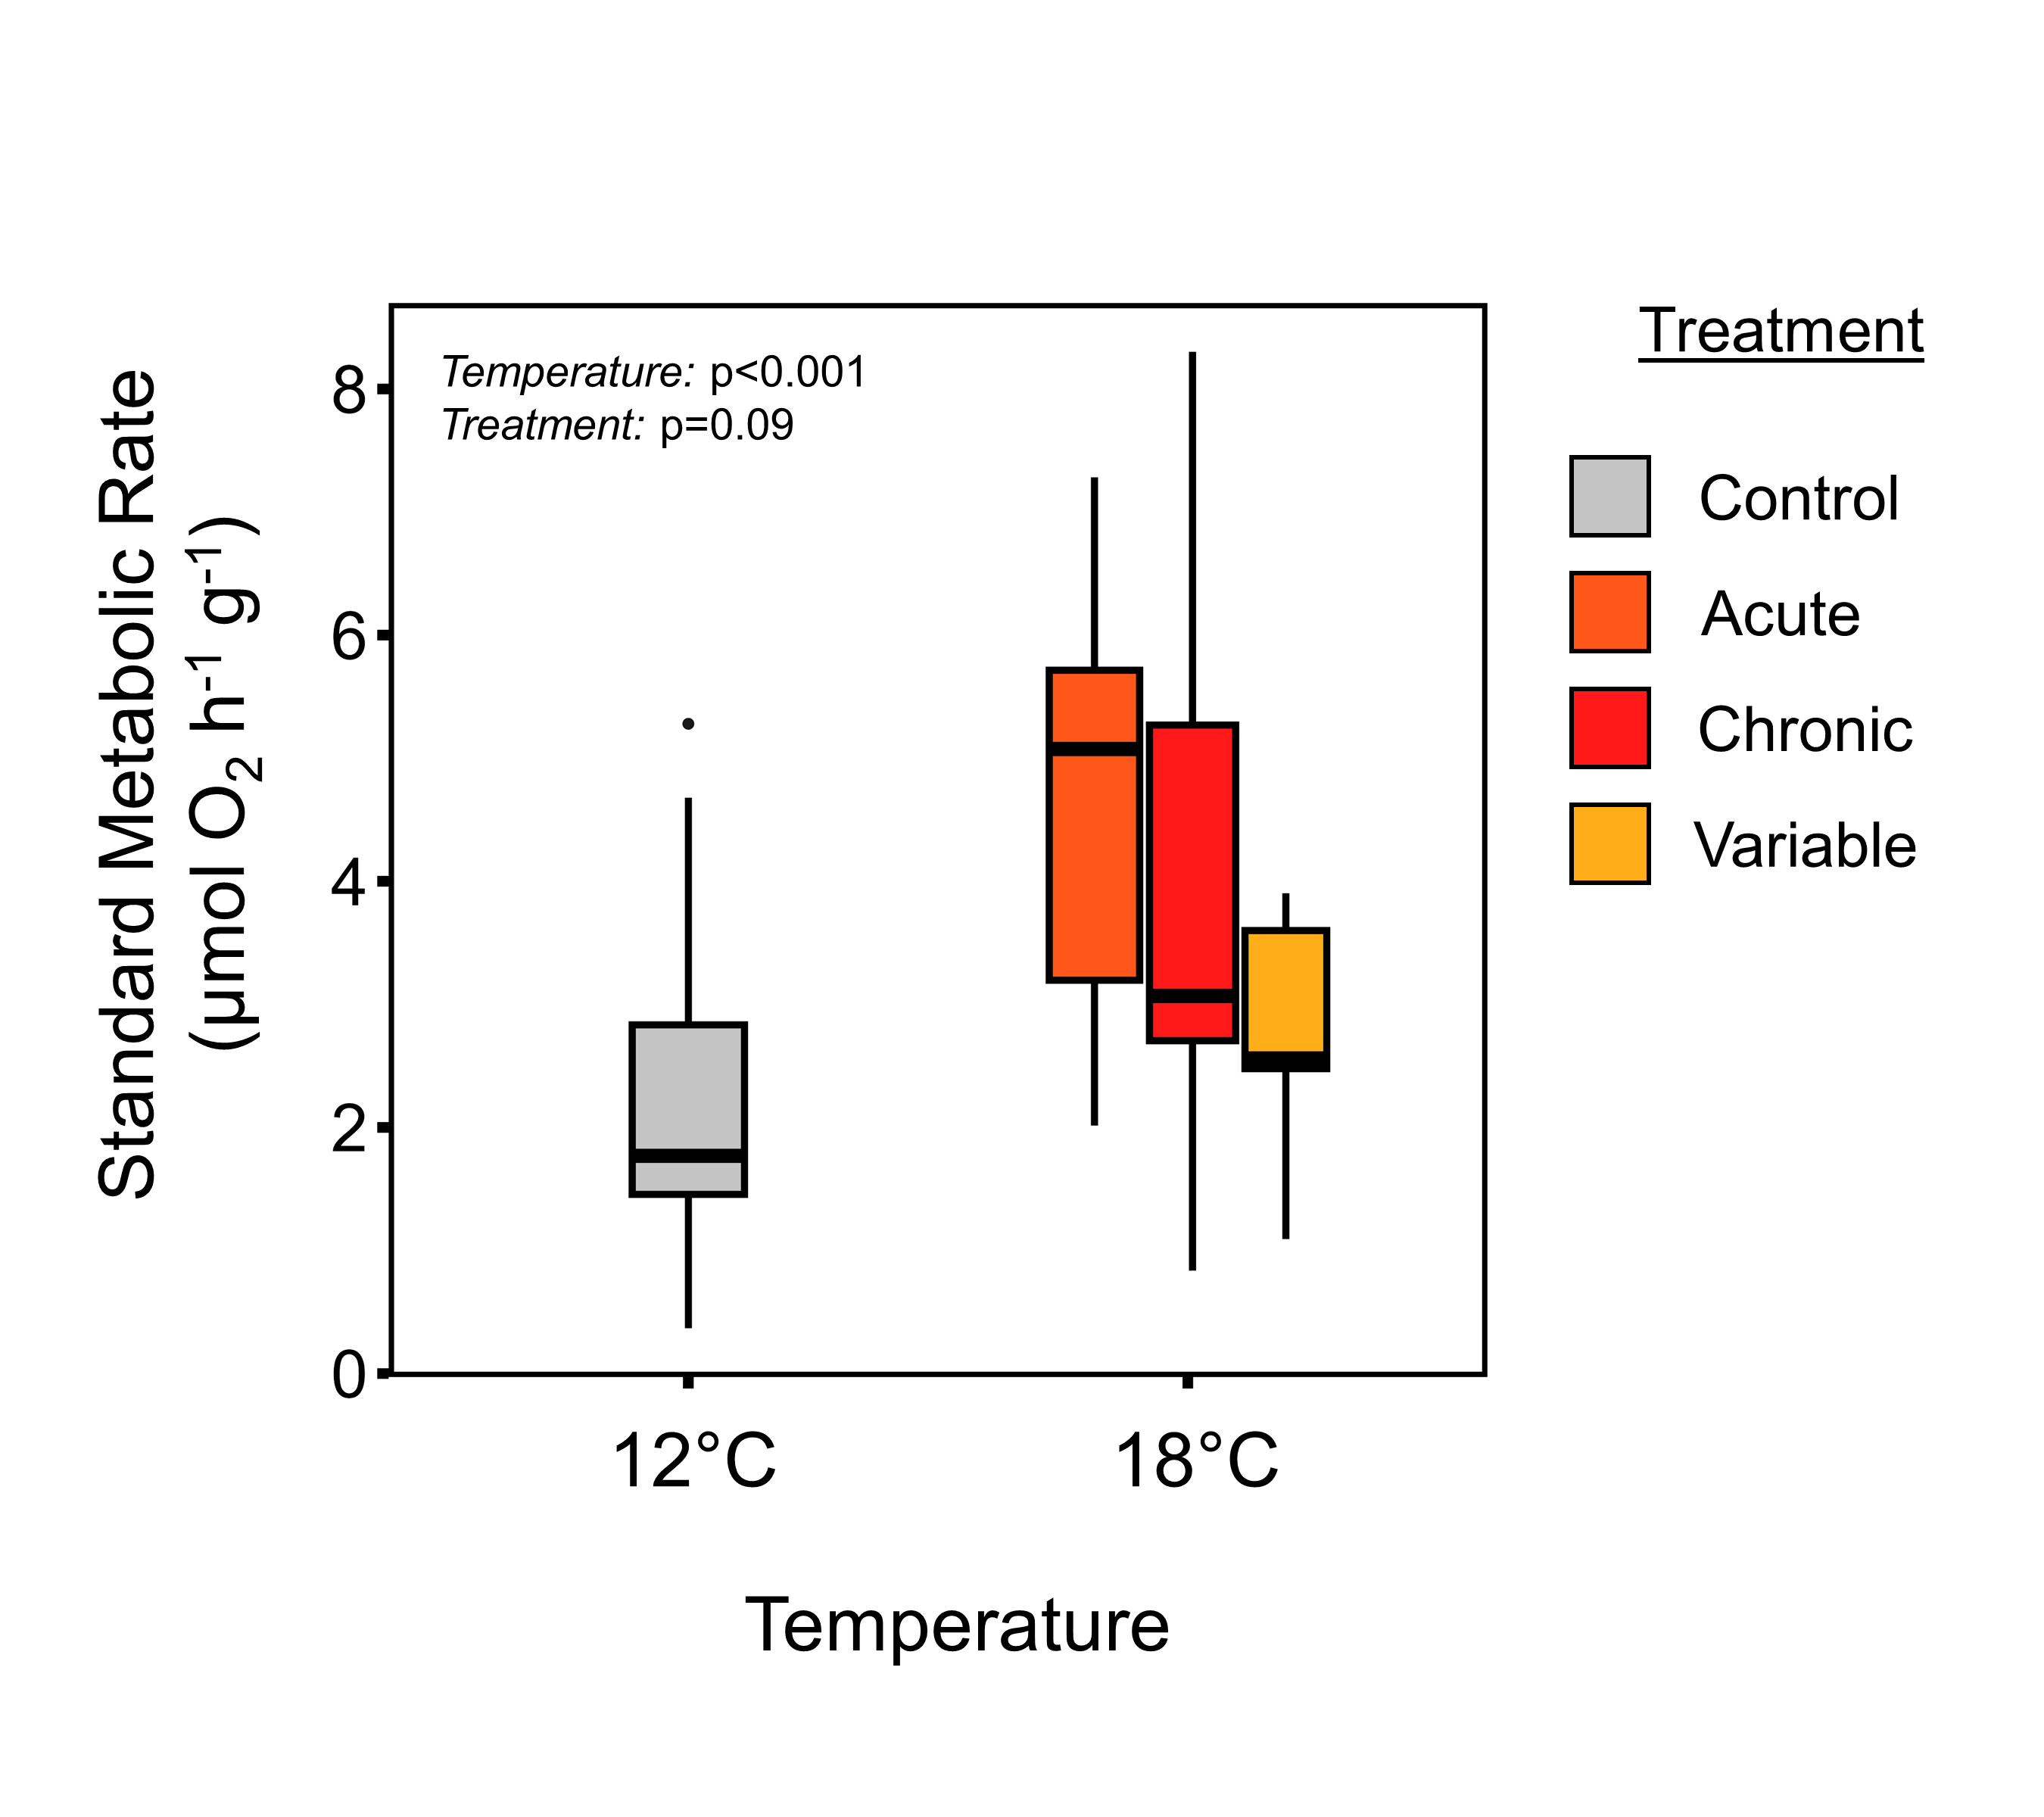 Standard Metabolic Rate
(µmol O₂ h⁻¹ g⁻¹)
8
6
4
2
0
Temperature: p<0.001
Treatment: p=0.09
12°C
18°C
Temperature
Treatment
Control
Acute
Chronic
Variable